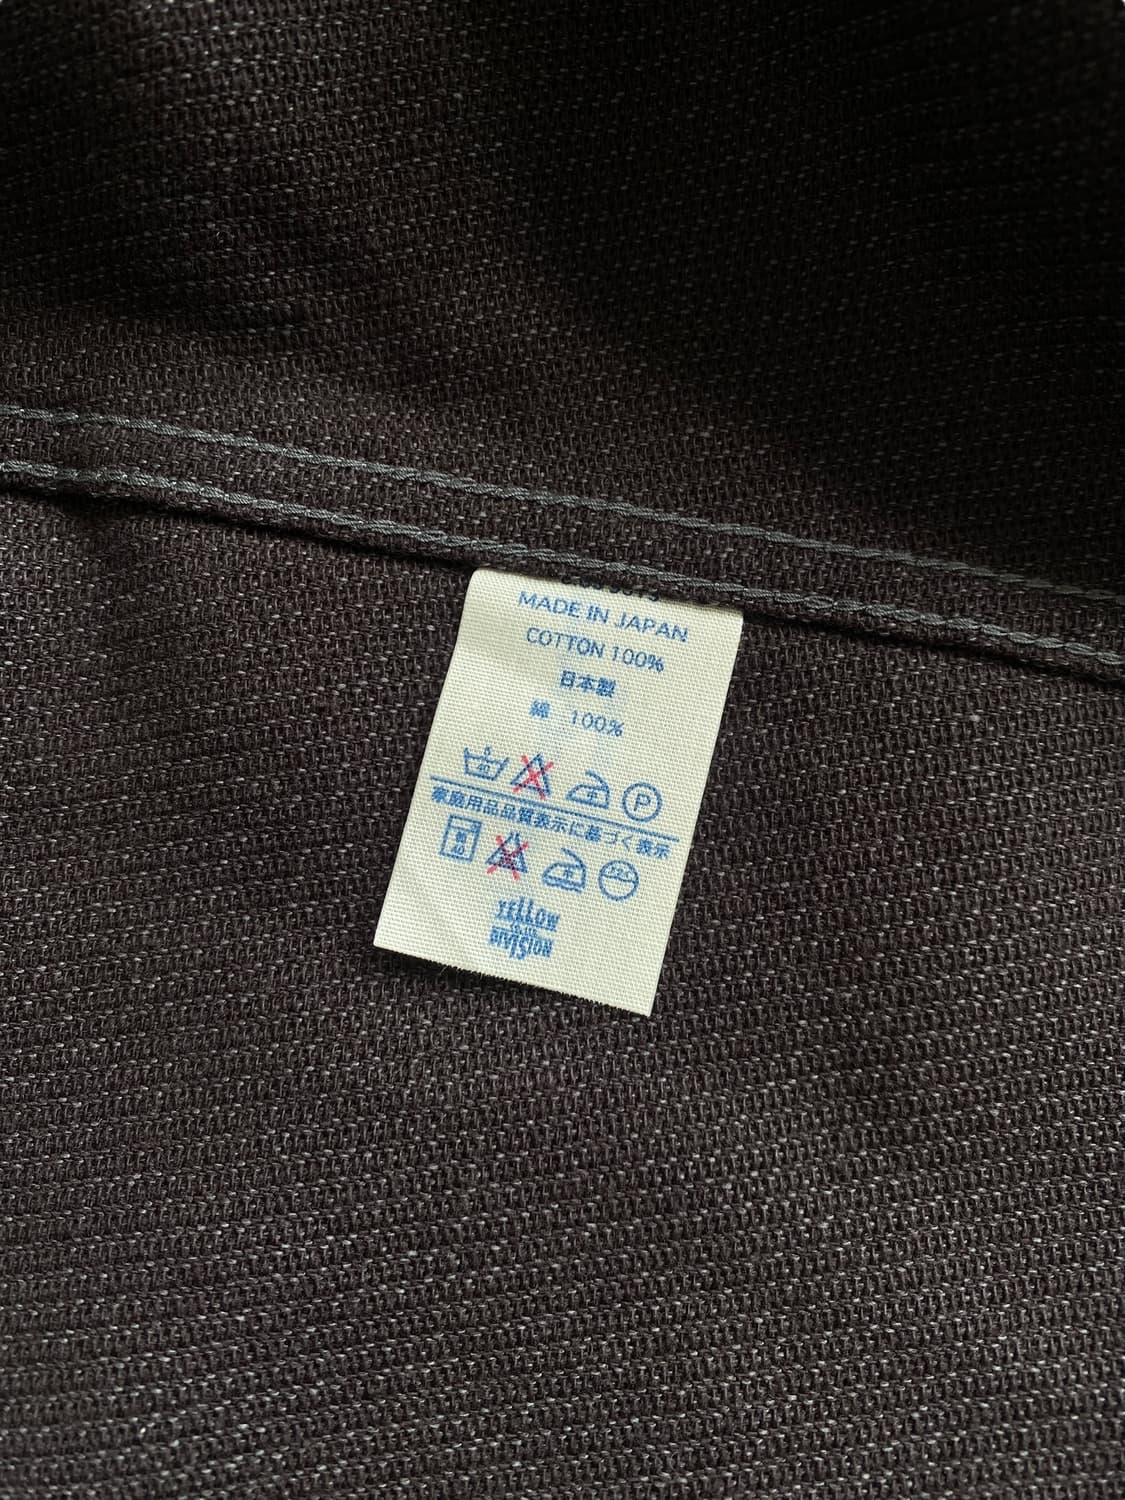 MADE IN JAPAN
COTTON 100%
日本製
綿 100%
P
家庭用品品質表示に基づく表示
YELLOW
DIVISION